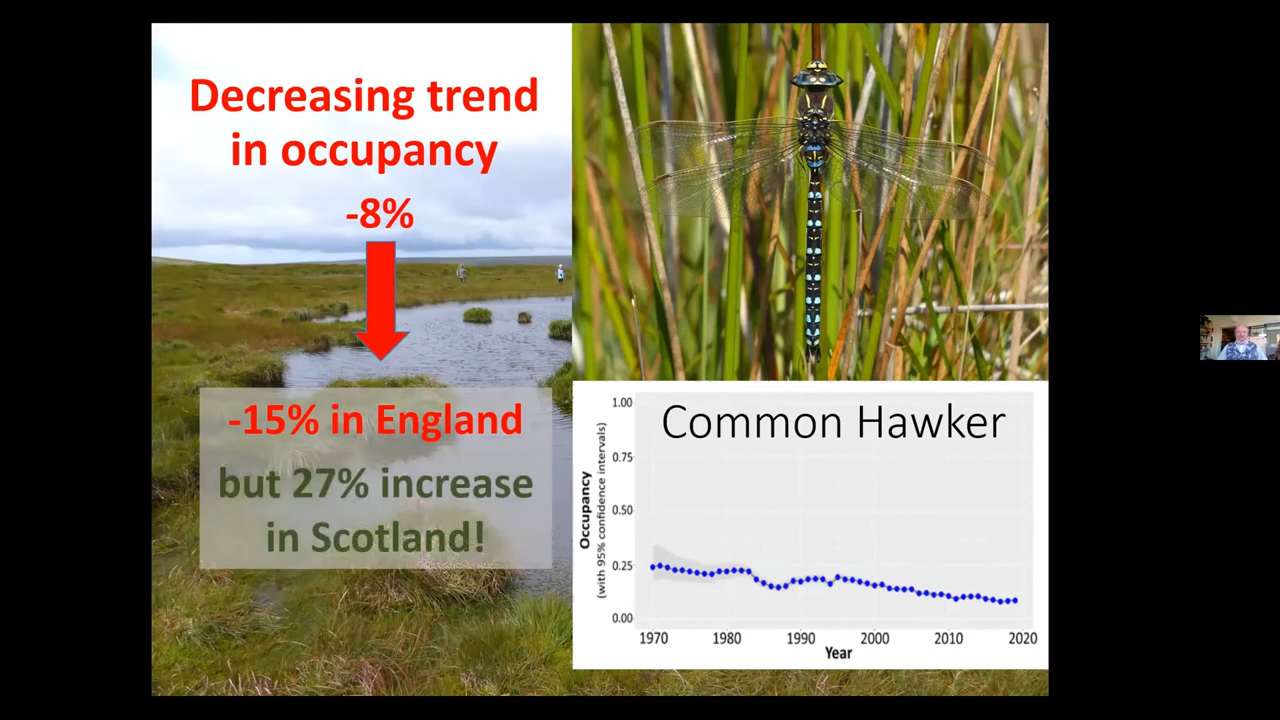 Decreasing trend
in occupancy
-8%
-15% in England
but 27% increase
in Scotland!
Common Hawker
Occupancy
(with 95% confidence intervals)
1.00
0.75
0.50
0.25
0.00
1970 1980 1990 2000 2010 2020
Year